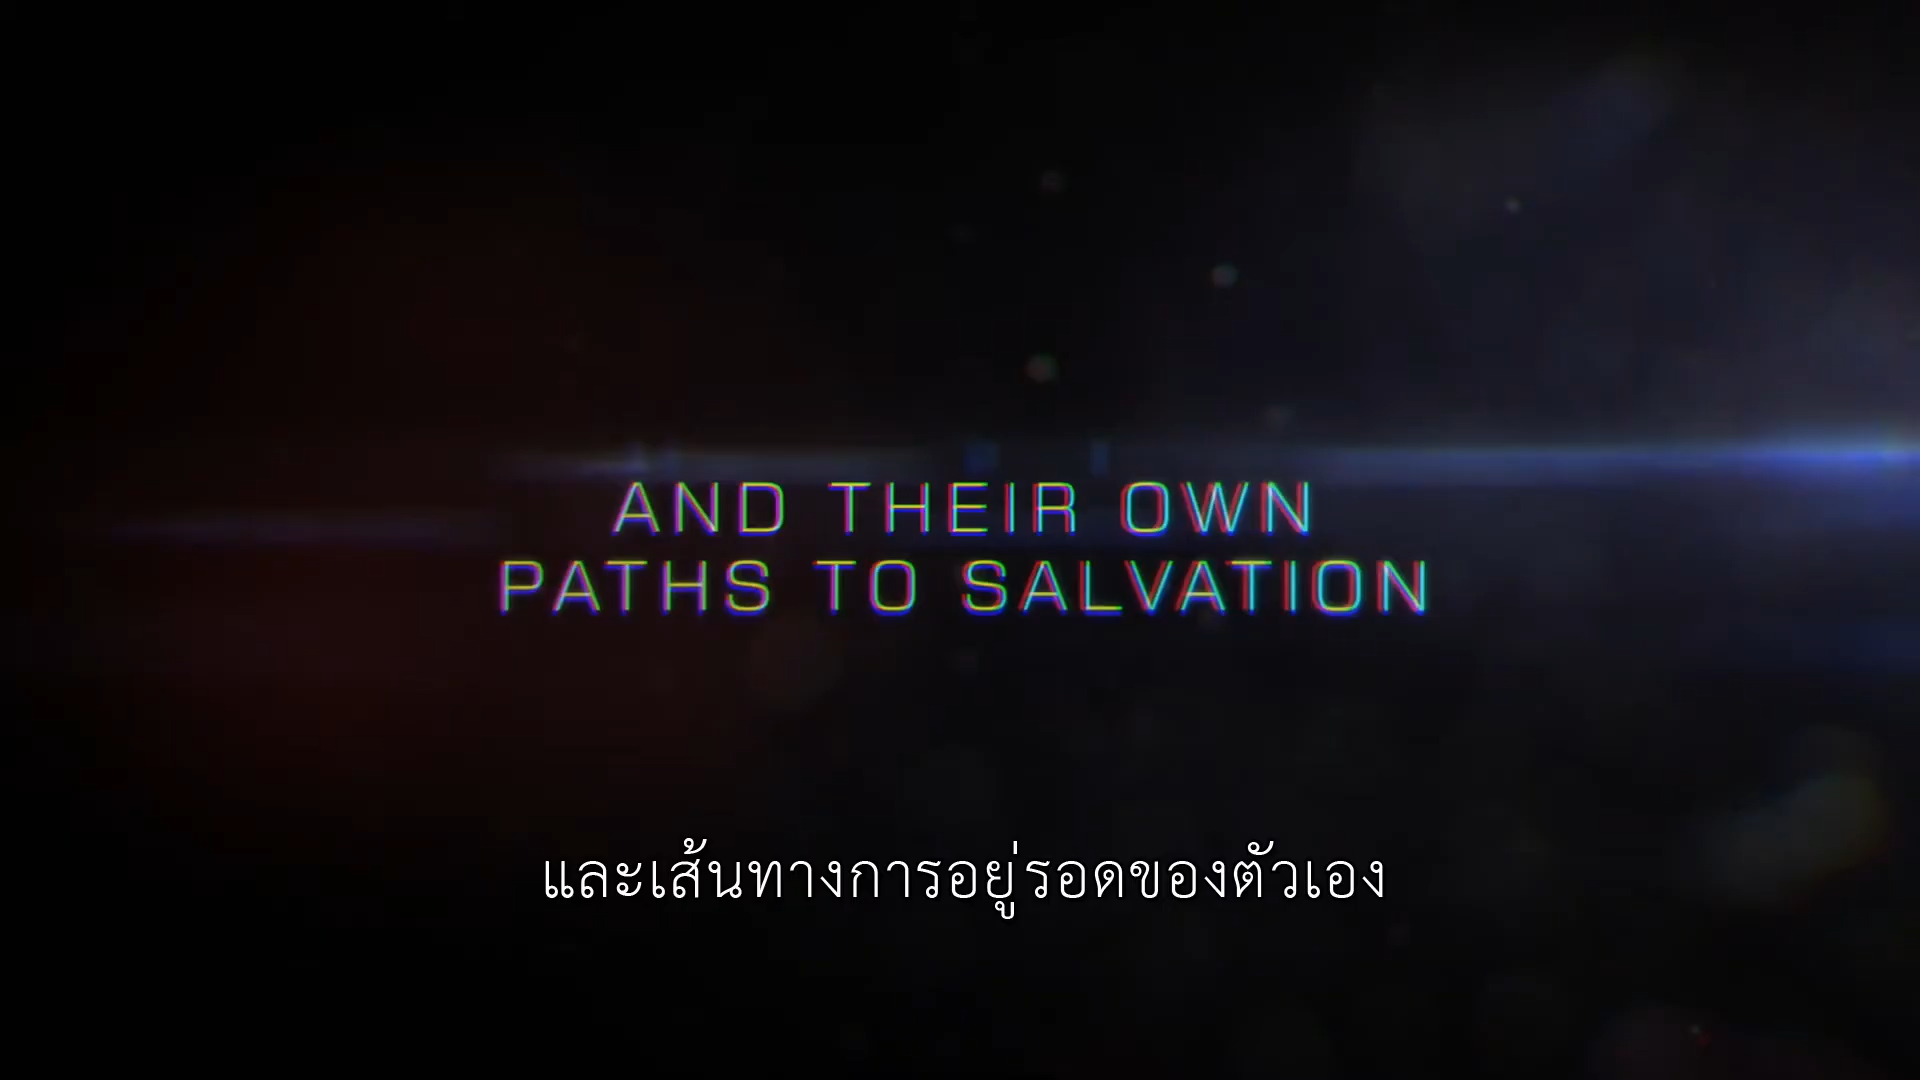 AND THEIR OWN
PATHS TO SALVATION
และเส้นทางการอยู่รอดของตัวเอง